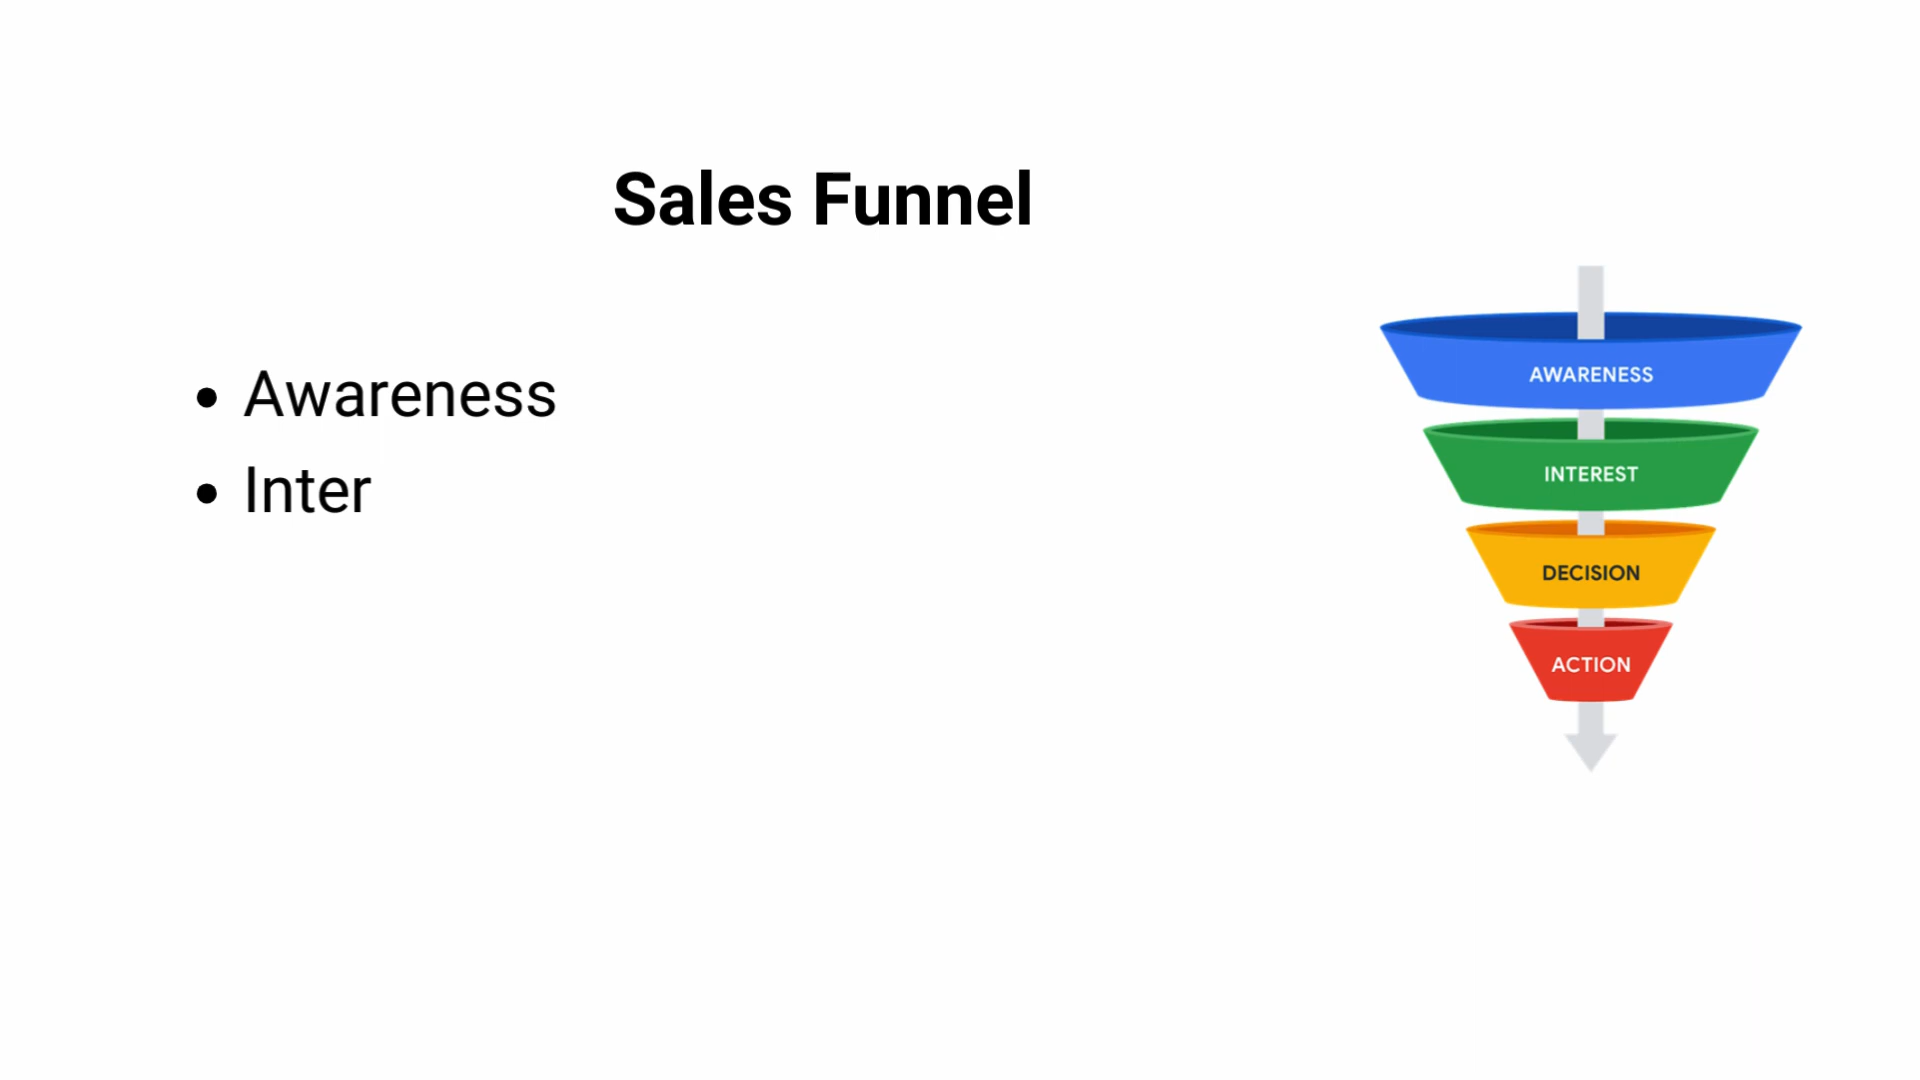 Sales Funnel
• Awareness
• Inter
AWARENESS
INTEREST
DECISION
ACTION